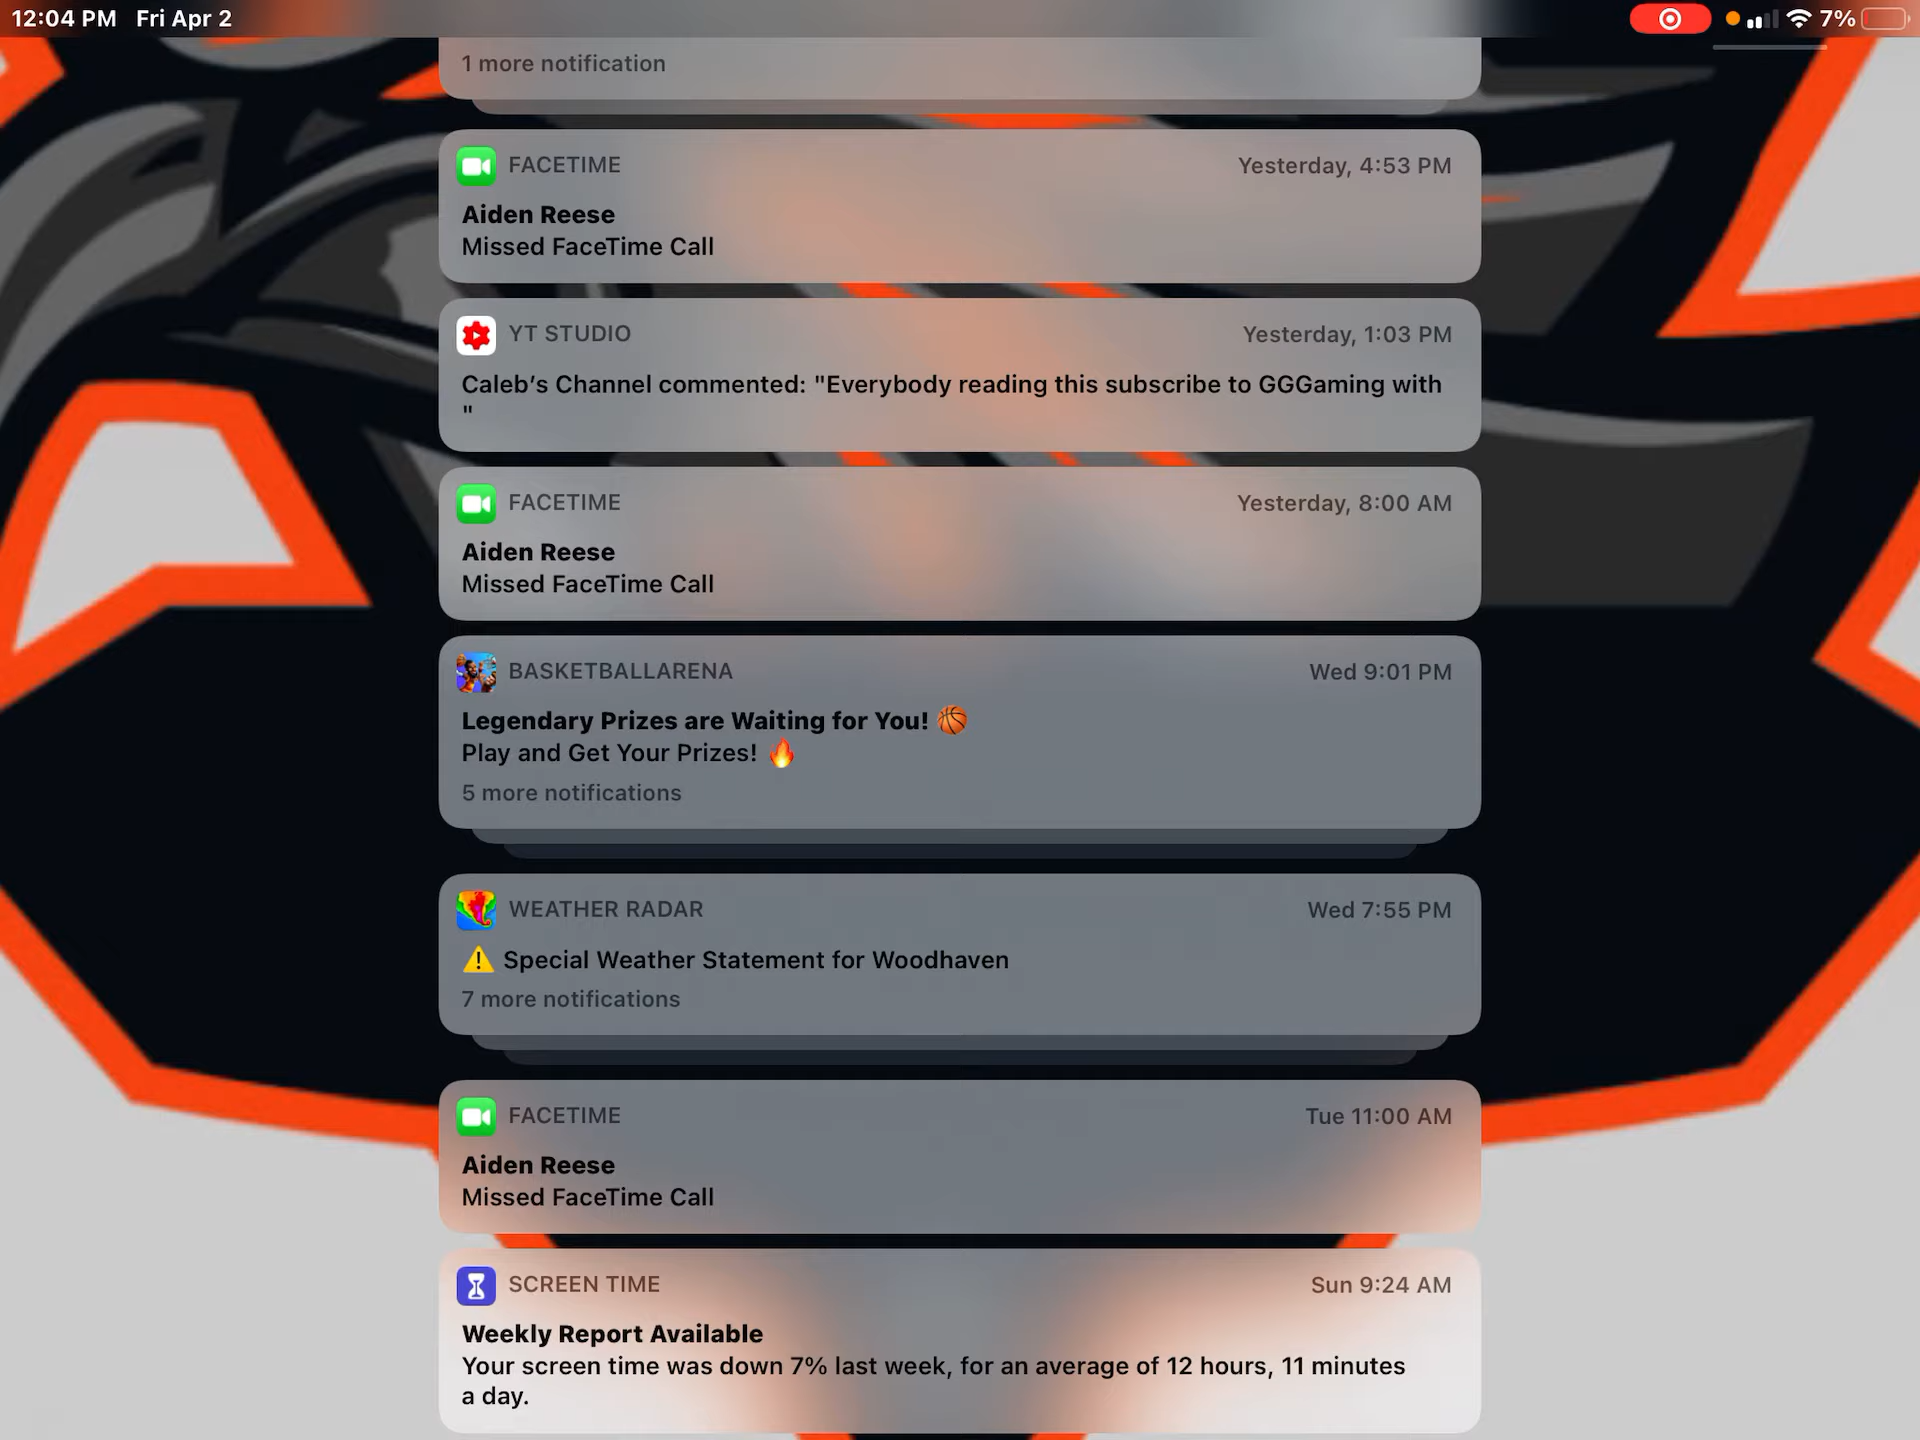 12:04 PM Fri Apr 2 7%
1 more notification
FACETIME Yesterday, 4:53 PM
Aiden Reese
Missed FaceTime Call
YT STUDIO Yesterday, 1:03 PM
Caleb’s Channel commented: "Everybody reading this subscribe to GGGaming with
"
FACETIME Yesterday, 8:00 AM
Aiden Reese
Missed FaceTime Call
BASKETBALLARENA Wed 9:01 PM
Legendary Prizes are Waiting for You! 🏀
Play and Get Your Prizes! 🔥
5 more notifications
WEATHER RADAR Wed 7:55 PM
⚠️ Special Weather Statement for Woodhaven
7 more notifications
FACETIME Tue 11:00 AM
Aiden Reese
Missed FaceTime Call
SCREEN TIME Sun 9:24 AM
Weekly Report Available
Your screen time was down 7% last week, for an average of 12 hours, 11 minutes
a day.